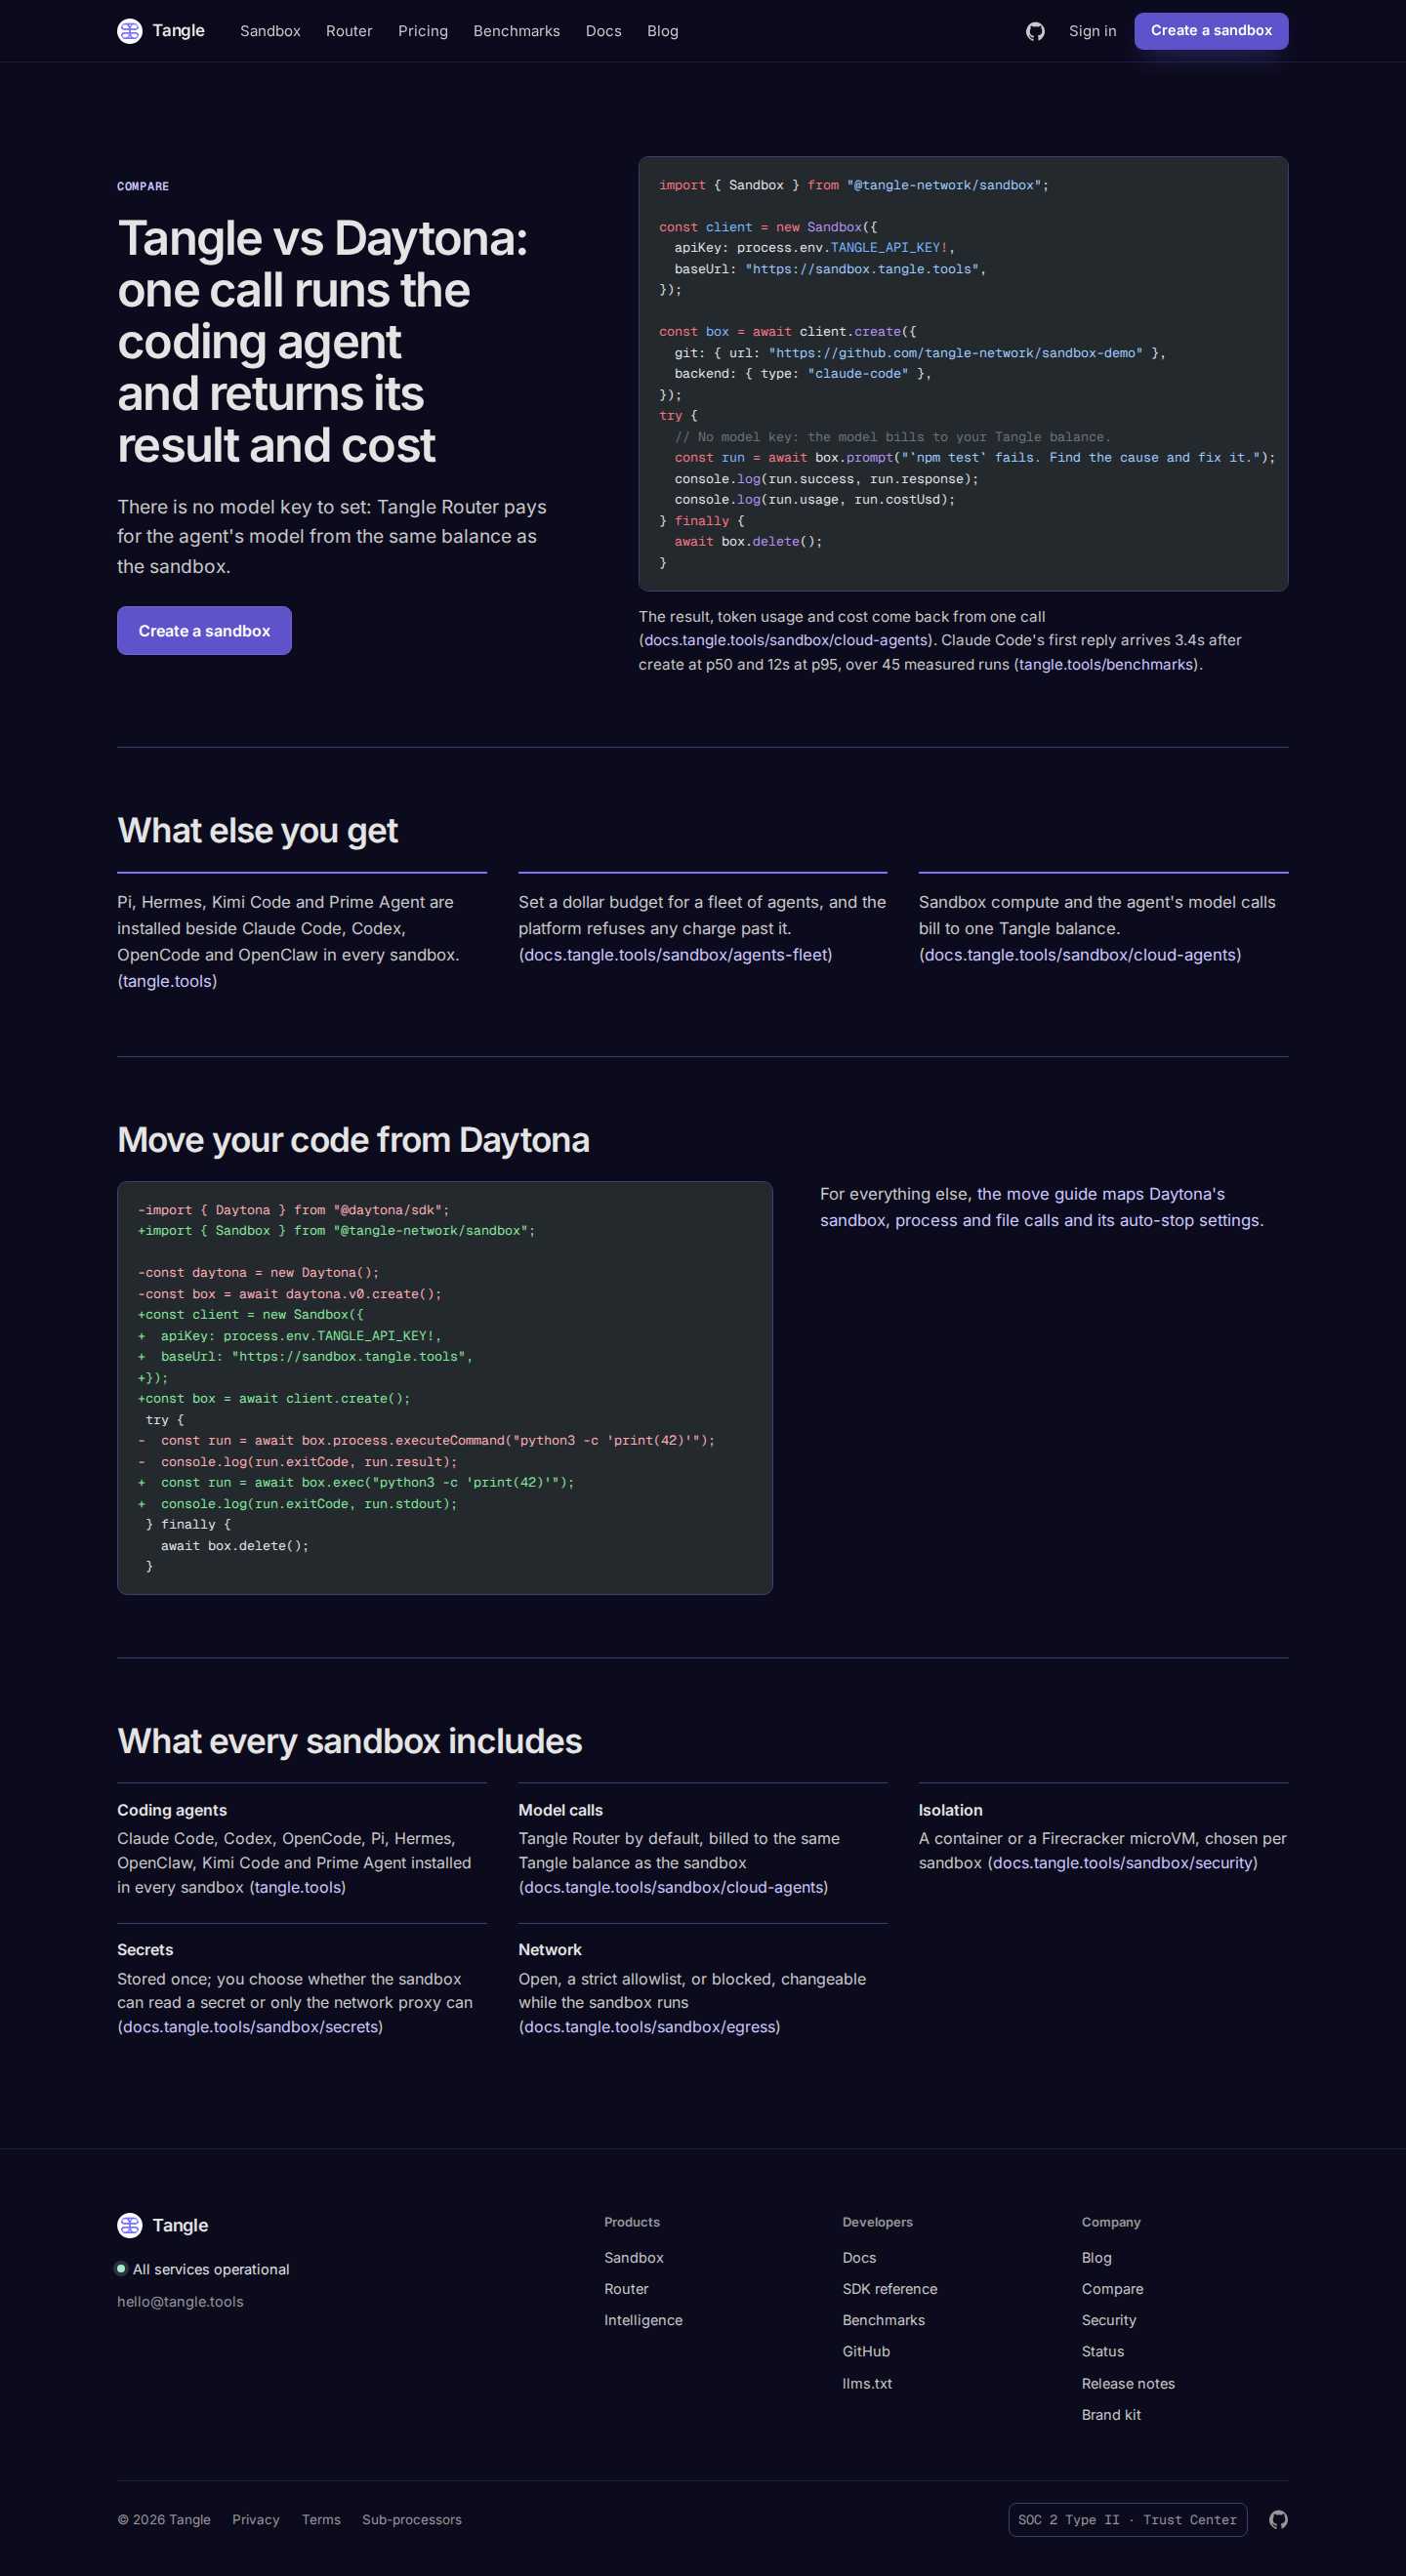 Tangle
Sandbox
Router
Pricing
Benchmarks
Docs
Blog
Sign in
Create a sandbox
COMPARE
Tangle vs Daytona:
one call runs the
coding agent
and returns its
result and cost
There is no model key to set: Tangle Router pays
for the agent's model from the same balance as
the sandbox.
Create a sandbox
import { Sandbox } from "@tangle-network/sandbox";
const client = new Sandbox({
  apiKey: process.env.TANGLE_API_KEY!,
  baseUrl: "https://sandbox.tangle.tools",
});
const box = await client.create({
  git: { url: "https://github.com/tangle-network/sandbox-demo" },
  backend: { type: "claude-code" },
});
try {
  // No model key: the model bills to your Tangle balance.
  const run = await box.prompt("`npm test` fails. Find the cause and fix it.");
  console.log(run.success, run.response);
  console.log(run.usage, run.costUsd);
} finally {
  await box.delete();
}
The result, token usage and cost come back from one call
(docs.tangle.tools/sandbox/cloud-agents). Claude Code's first reply arrives 3.4s after
create at p50 and 12s at p95, over 45 measured runs (tangle.tools/benchmarks).
What else you get
Pi, Hermes, Kimi Code and Prime Agent are
installed beside Claude Code, Codex,
OpenCode and OpenClaw in every sandbox.
(tangle.tools)
Set a dollar budget for a fleet of agents, and the
platform refuses any charge past it.
(docs.tangle.tools/sandbox/agents-fleet)
Sandbox compute and the agent's model calls
bill to one Tangle balance.
(docs.tangle.tools/sandbox/cloud-agents)
Move your code from Daytona
-import { Daytona } from "@daytona/sdk";
+import { Sandbox } from "@tangle-network/sandbox";
-const daytona = new Daytona();
-const box = await daytona.v0.create();
+const client = new Sandbox({
+  apiKey: process.env.TANGLE_API_KEY!,
+  baseUrl: "https://sandbox.tangle.tools",
+});
+const box = await client.create();
 try {
-  const run = await box.process.executeCommand("python3 -c 'print(42)'");
-  console.log(run.exitCode, run.result);
+  const run = await box.exec("python3 -c 'print(42)'");
+  console.log(run.exitCode, run.stdout);
 } finally {
   await box.delete();
 }
For everything else, the move guide maps Daytona's
sandbox, process and file calls and its auto-stop settings.
What every sandbox includes
Coding agents
Claude Code, Codex, OpenCode, Pi, Hermes,
OpenClaw, Kimi Code and Prime Agent installed
in every sandbox (tangle.tools)
Model calls
Tangle Router by default, billed to the same
Tangle balance as the sandbox
(docs.tangle.tools/sandbox/cloud-agents)
Isolation
A container or a Firecracker microVM, chosen per
sandbox (docs.tangle.tools/sandbox/security)
Secrets
Stored once; you choose whether the sandbox
can read a secret or only the network proxy can
(docs.tangle.tools/sandbox/secrets)
Network
Open, a strict allowlist, or blocked, changeable
while the sandbox runs
(docs.tangle.tools/sandbox/egress)
Tangle
All services operational
hello@tangle.tools
Products
Sandbox
Router
Intelligence
Developers
Docs
SDK reference
Benchmarks
GitHub
llms.txt
Company
Blog
Compare
Security
Status
Release notes
Brand kit
© 2026 Tangle
Privacy
Terms
Sub-processors
SOC 2 Type II · Trust Center